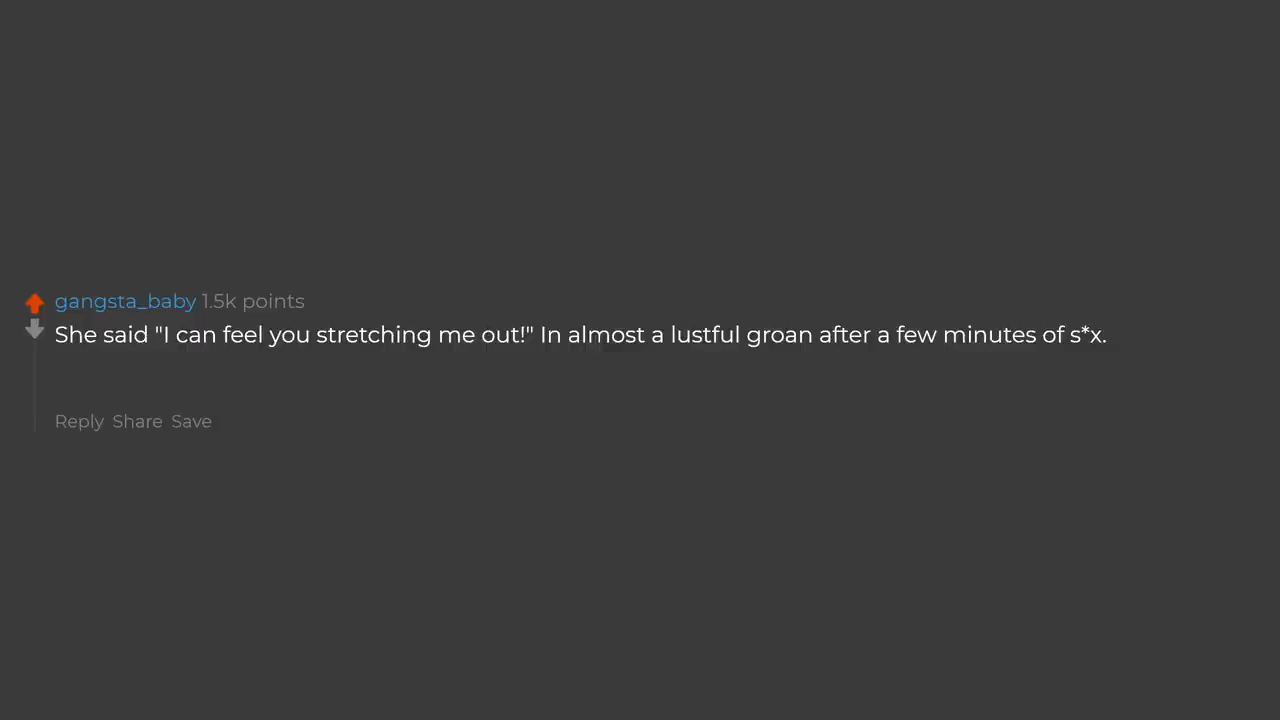 gangsta_baby 1.5k points
She said "I can feel you stretching me out!" In almost a lustful groan after a few minutes of s*x.
Reply Share Save